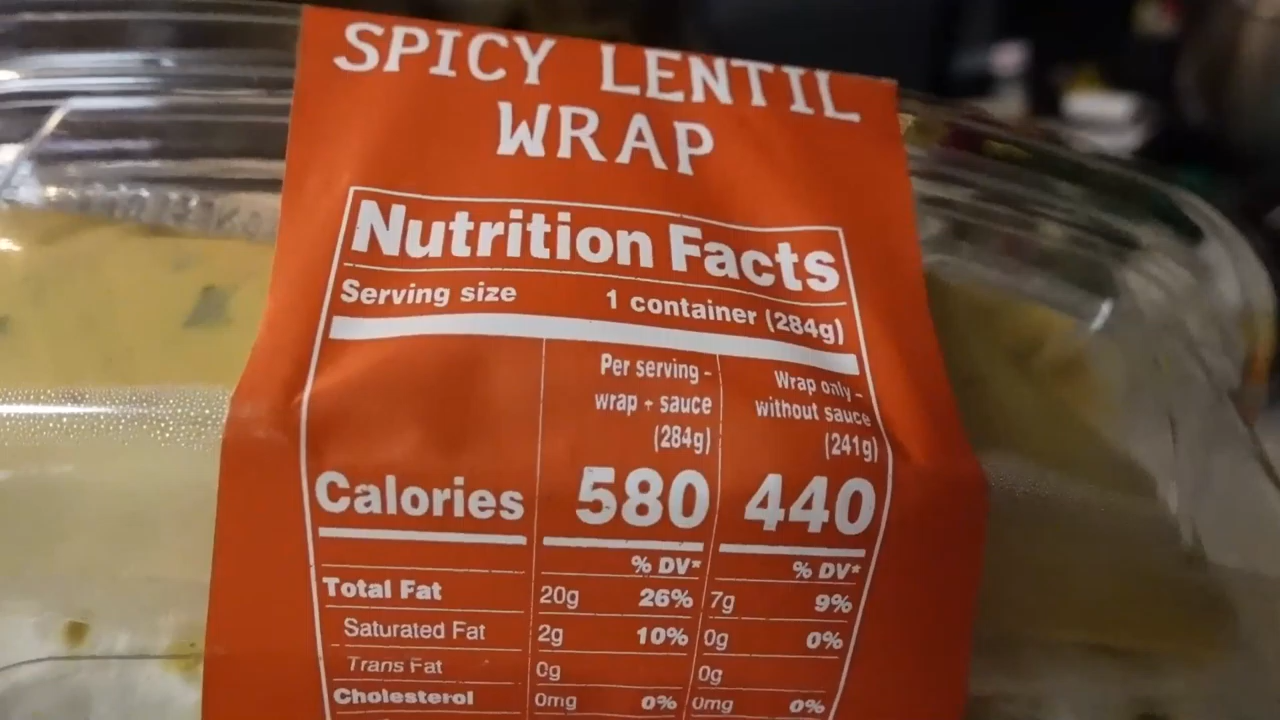 SPICY LENTIL
WRAP
Nutrition Facts
Serving size 1 container (284g)
Per serving - wrap + sauce (284g)
Wrap only - without sauce (241g)
Calories 580 440
% DV* % DV*
Total Fat 20g 26% 7g 9%
Saturated Fat 2g 10% 0g 0%
Trans Fat 0g 0g
Cholesterol 0mg 0% 0mg 0%